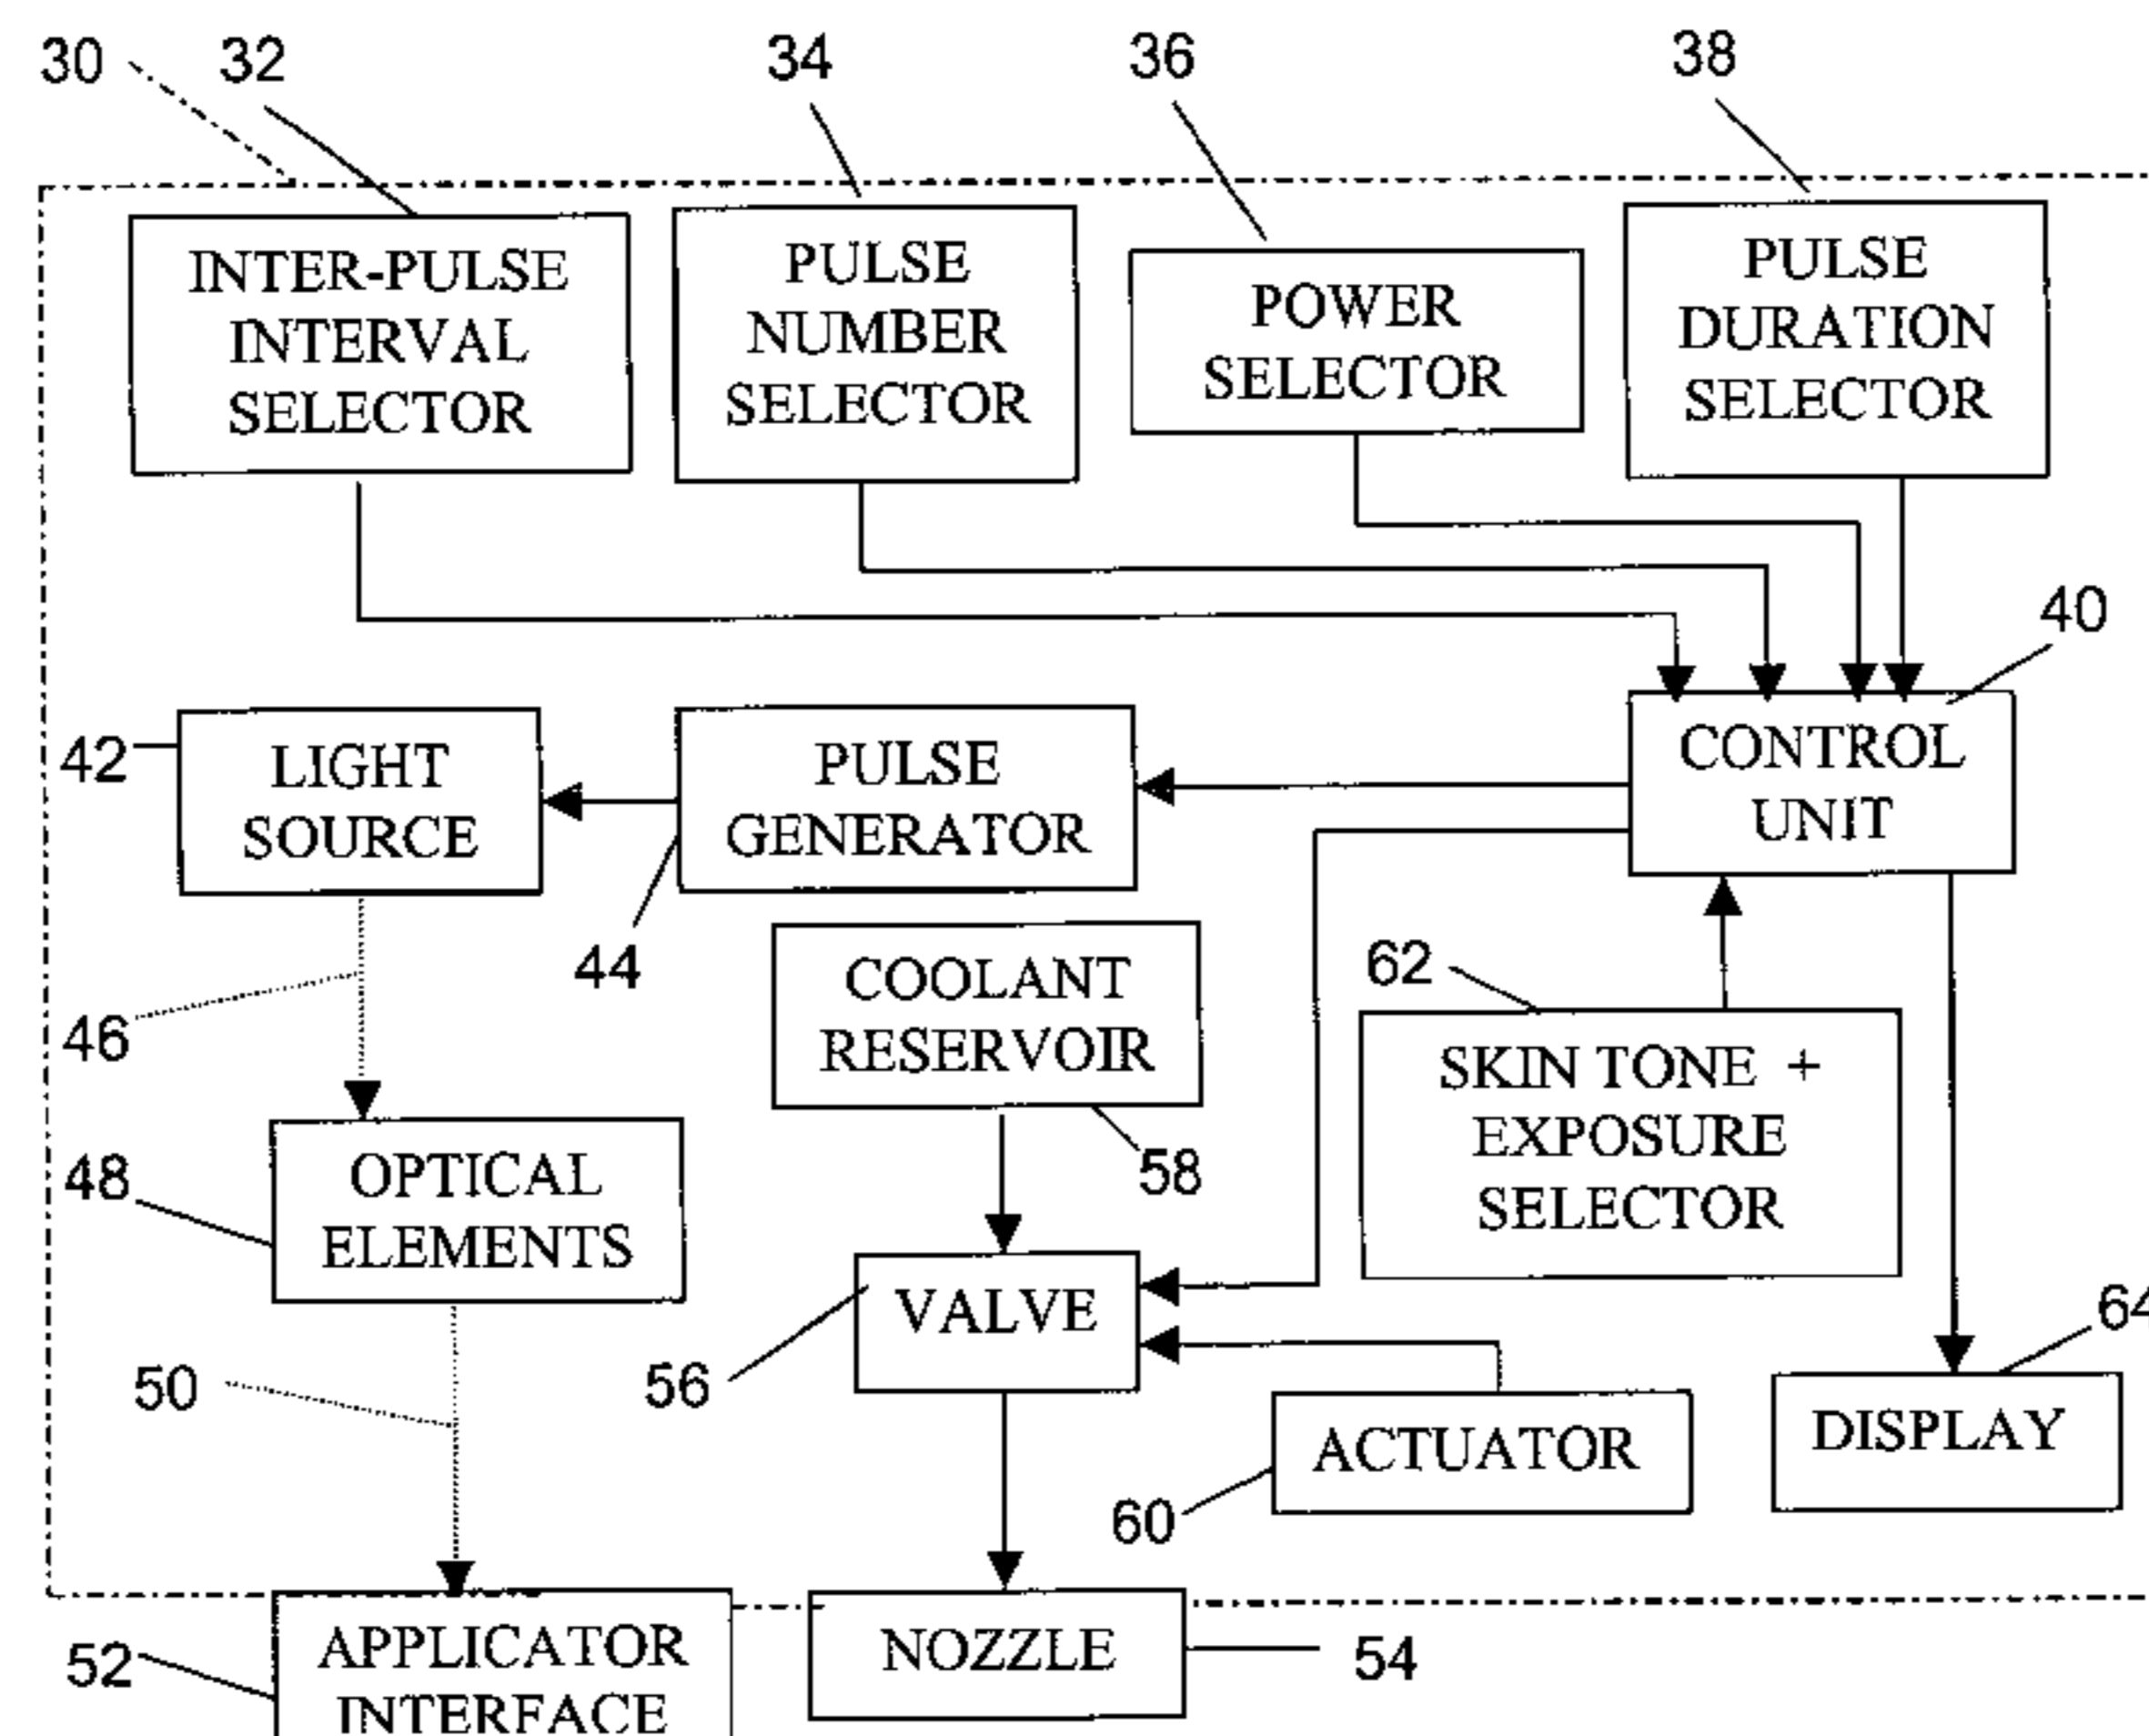 30
32
34
36
38
INTER-PULSE
INTERVAL
SELECTOR
PULSE
NUMBER
SELECTOR
POWER
SELECTOR
PULSE
DURATION
SELECTOR
40
42
LIGHT
SOURCE
PULSE
GENERATOR
CONTROL
UNIT
44
46
COOLANT
RESERVOIR
58
62
SKIN TONE +
EXPOSURE
SELECTOR
48
OPTICAL
ELEMENTS
VALVE
56
50
64
ACTUATOR
60
DISPLAY
52
APPLICATOR
INTERFACE
NOZZLE
54